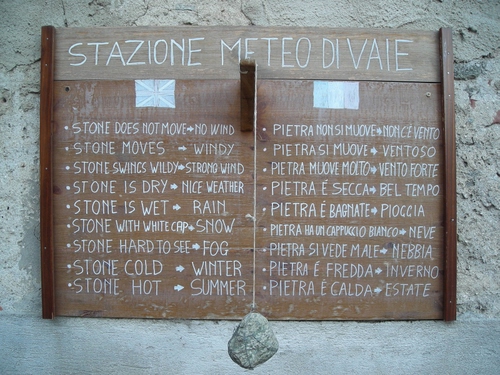 STAZIONE METEO DI VAIE
• STONE DOES NOT MOVE➔NO WIND
• STONE MOVES ➔ WINDY
• STONE SWINGS WILDY➔STRONG WIND
• STONE IS DRY ➔ NICE WEATHER
• STONE IS WET ➔ RAIN
• STONE WITH WHITE CAP➔SNOW
• STONE HARD TO SEE➔FOG
• STONE COLD ➔ WINTER
• STONE HOT ➔ SUMMER
• PIETRA NON SI MUOVE➔NON C'É VENTO
• PIETRA SI MUOVE ➔ VENTOSO
• PIETRA MUOVE MOLTO➔VENTO FORTE
• PIETRA É SECCA➔BEL TEMPO
• PIETRA É BAGNATE➔PIOCCIA
• PIETRA HA UN CAPPUCCIO BIANCO➔NEVE
• PIETRA SI VEDE MALE➔NEBBIA
• PIETRA É FREDDA➔INVERNO
• PIETRA É CALDA➔ESTATE